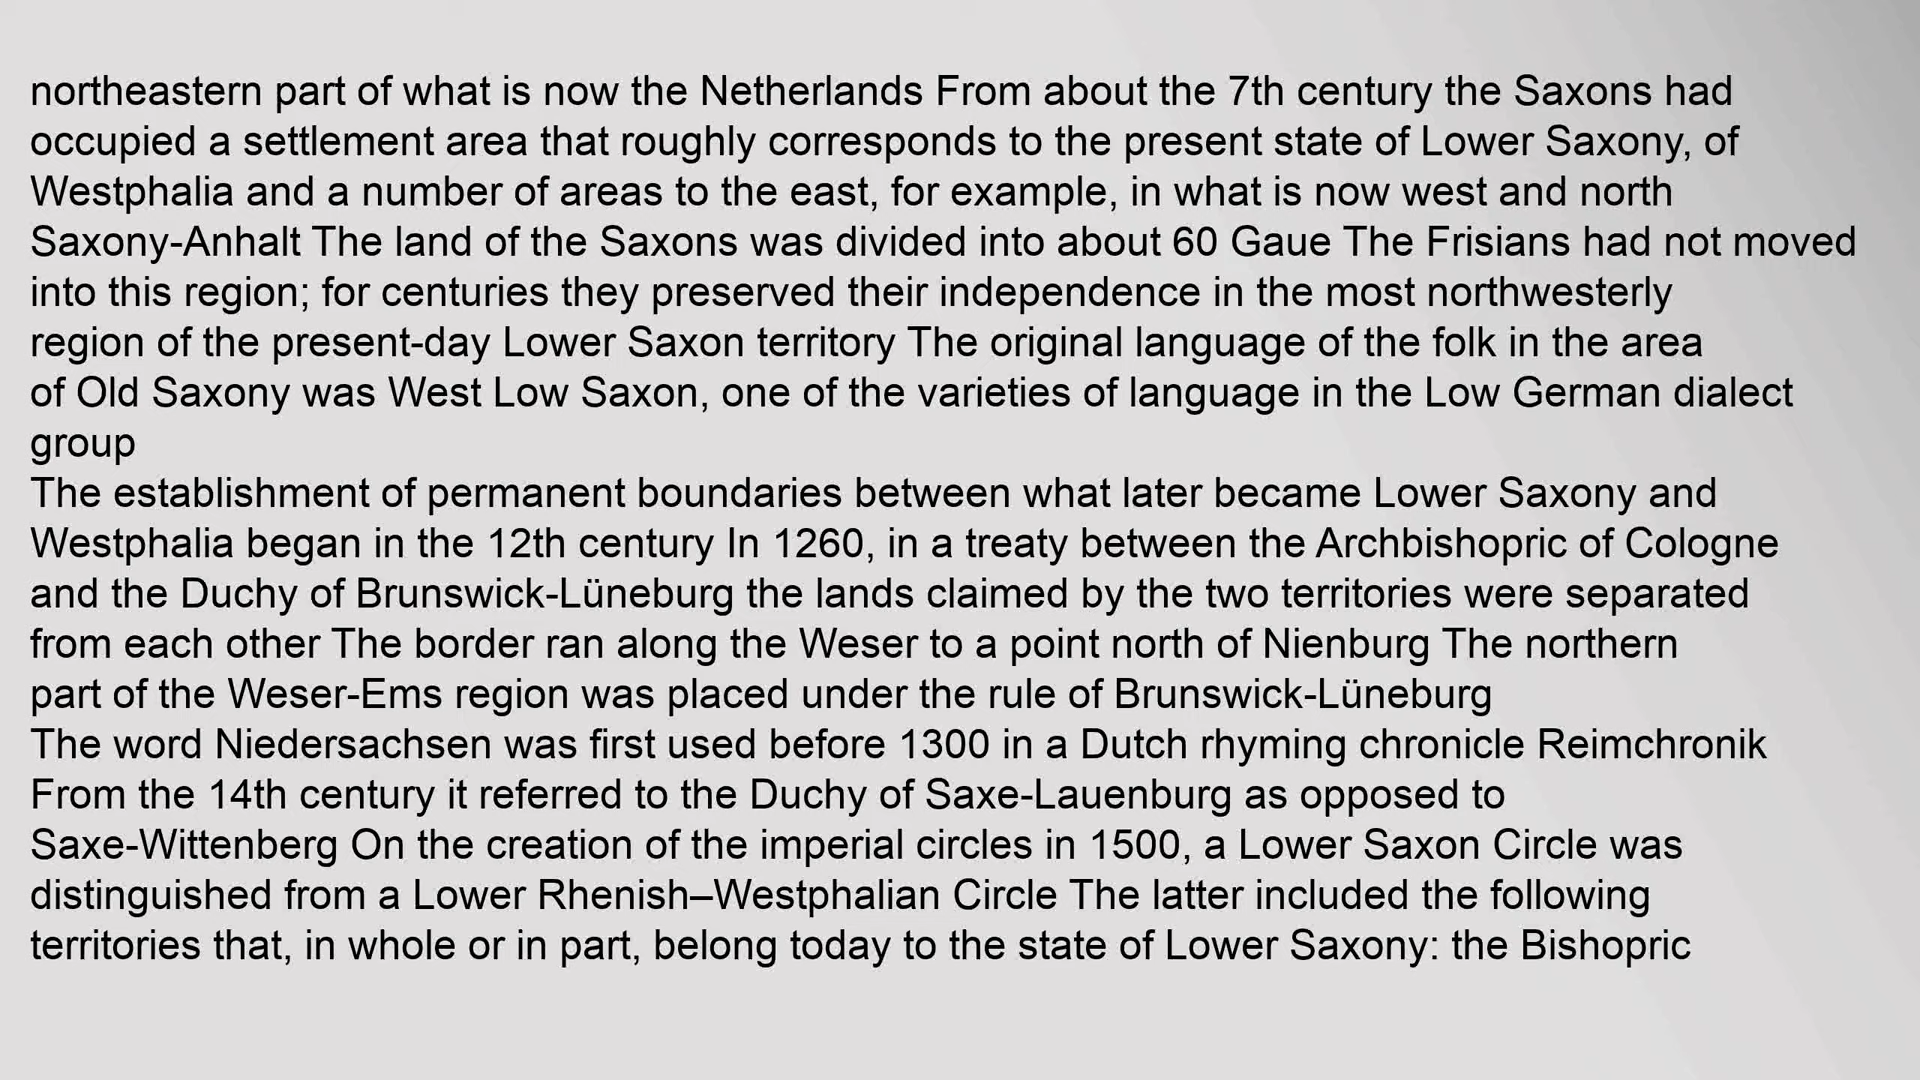 northeastern part of what is now the Netherlands From about the 7th century the Saxons had
occupied a settlement area that roughly corresponds to the present state of Lower Saxony, of
Westphalia and a number of areas to the east, for example, in what is now west and north
Saxony-Anhalt The land of the Saxons was divided into about 60 Gaue The Frisians had not moved
into this region; for centuries they preserved their independence in the most northwesterly
region of the present-day Lower Saxon territory The original language of the folk in the area
of Old Saxony was West Low Saxon, one of the varieties of language in the Low German dialect
group
The establishment of permanent boundaries between what later became Lower Saxony and
Westphalia began in the 12th century In 1260, in a treaty between the Archbishopric of Cologne
and the Duchy of Brunswick-Lüneburg the lands claimed by the two territories were separated
from each other The border ran along the Weser to a point north of Nienburg The northern
part of the Weser-Ems region was placed under the rule of Brunswick-Lüneburg
The word Niedersachsen was first used before 1300 in a Dutch rhyming chronicle Reimchronik
From the 14th century it referred to the Duchy of Saxe-Lauenburg as opposed to
Saxe-Wittenberg On the creation of the imperial circles in 1500, a Lower Saxon Circle was
distinguished from a Lower Rhenish–Westphalian Circle The latter included the following
territories that, in whole or in part, belong today to the state of Lower Saxony: the Bishopric